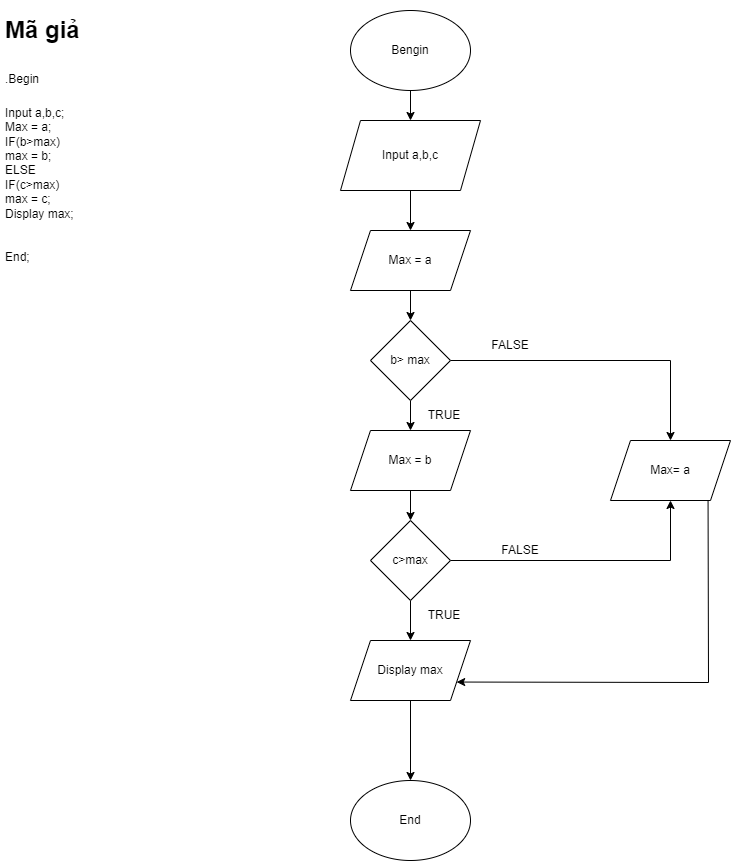 Mã giả
.Begin
Input a,b,c;
Max = a;
IF(b>max)
max = b;
ELSE
IF(c>max)
max = c;
Display max;
End;
Bengin
Input a,b,c
Max = a
b> max
FALSE
TRUE
Max = b
Max= a
c>max
FALSE
TRUE
Display max
End